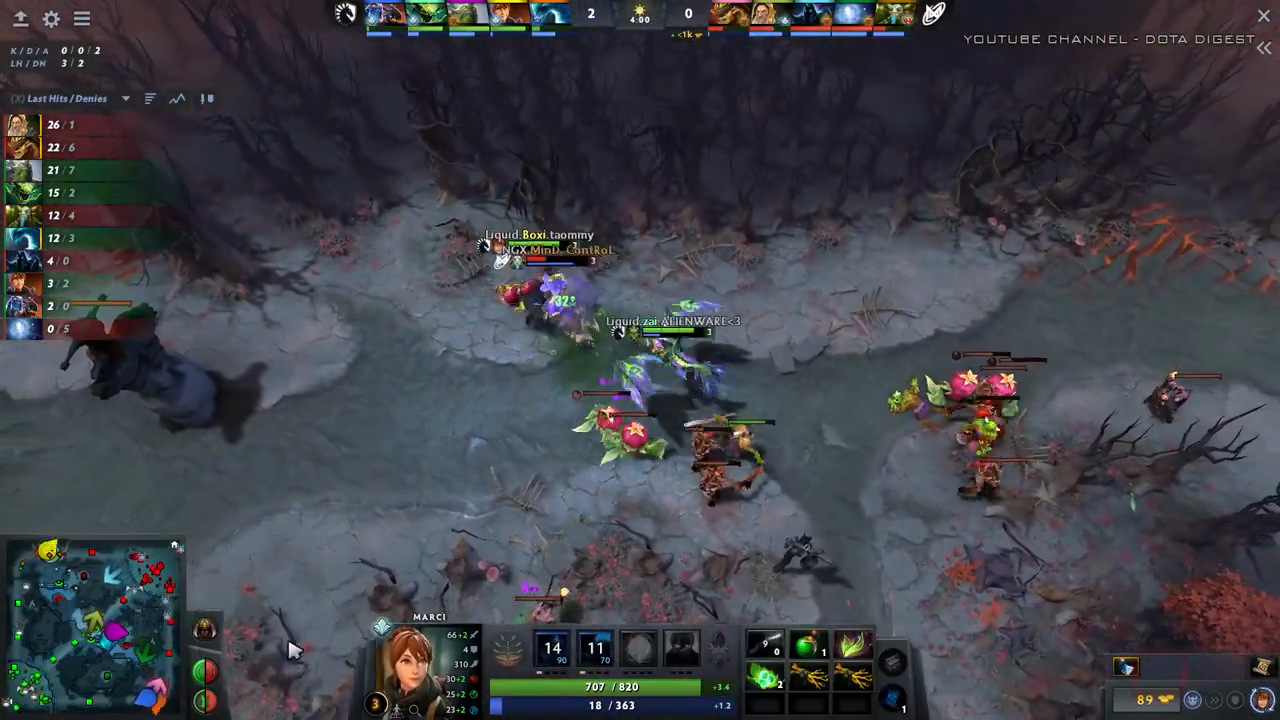 2
4:00
0
<1k
YOUTUBE CHANNEL - DOTA DIGEST
K / D / A 0 / 0 / 2
LH / DN 3 / 2
(X) Last Hits / Denies
26 / 1
22 / 6
21 / 7
15 / 2
12 / 4
12 / 3
4 / 0
3 / 2
2 / 0
0 / 5
Liquid.Boxi.taommy
3
NGX.MinD_ContRoL
3
Liquid.zai.ALIENWARE<3
3
MARCI
66+2
4
310
30+2
25+2
23+2
3
14
90
11
70
9
0
1
2
707 / 820
+3.4
18 / 363
+1.2
1
89